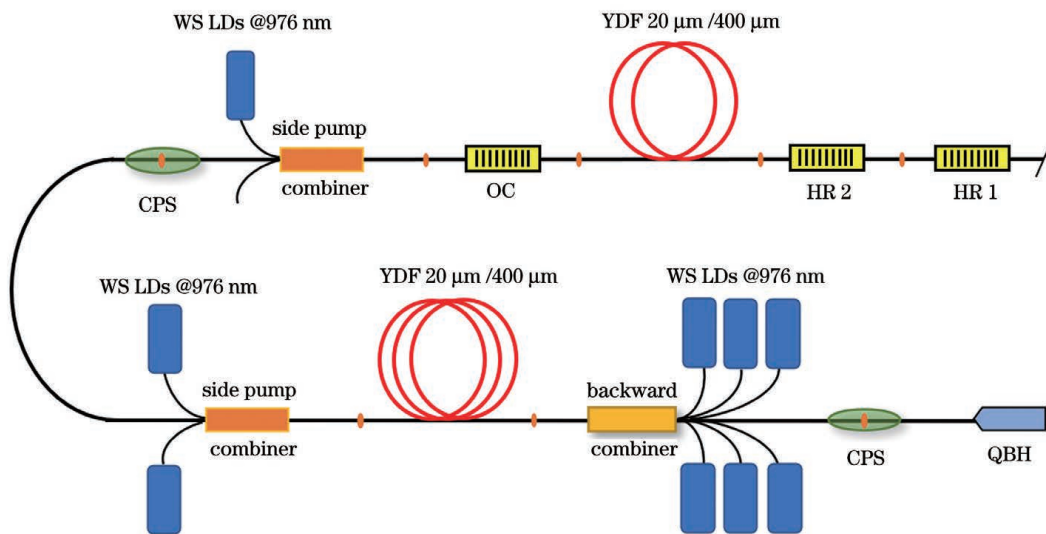 WS LDs @976 nm
YDF 20 μm /400 μm
side pump
combiner
CPS
OC
HR 2
HR 1
WS LDs @976 nm
YDF 20 μm /400 μm
WS LDs @976 nm
side pump
combiner
backward
combiner
CPS
QBH